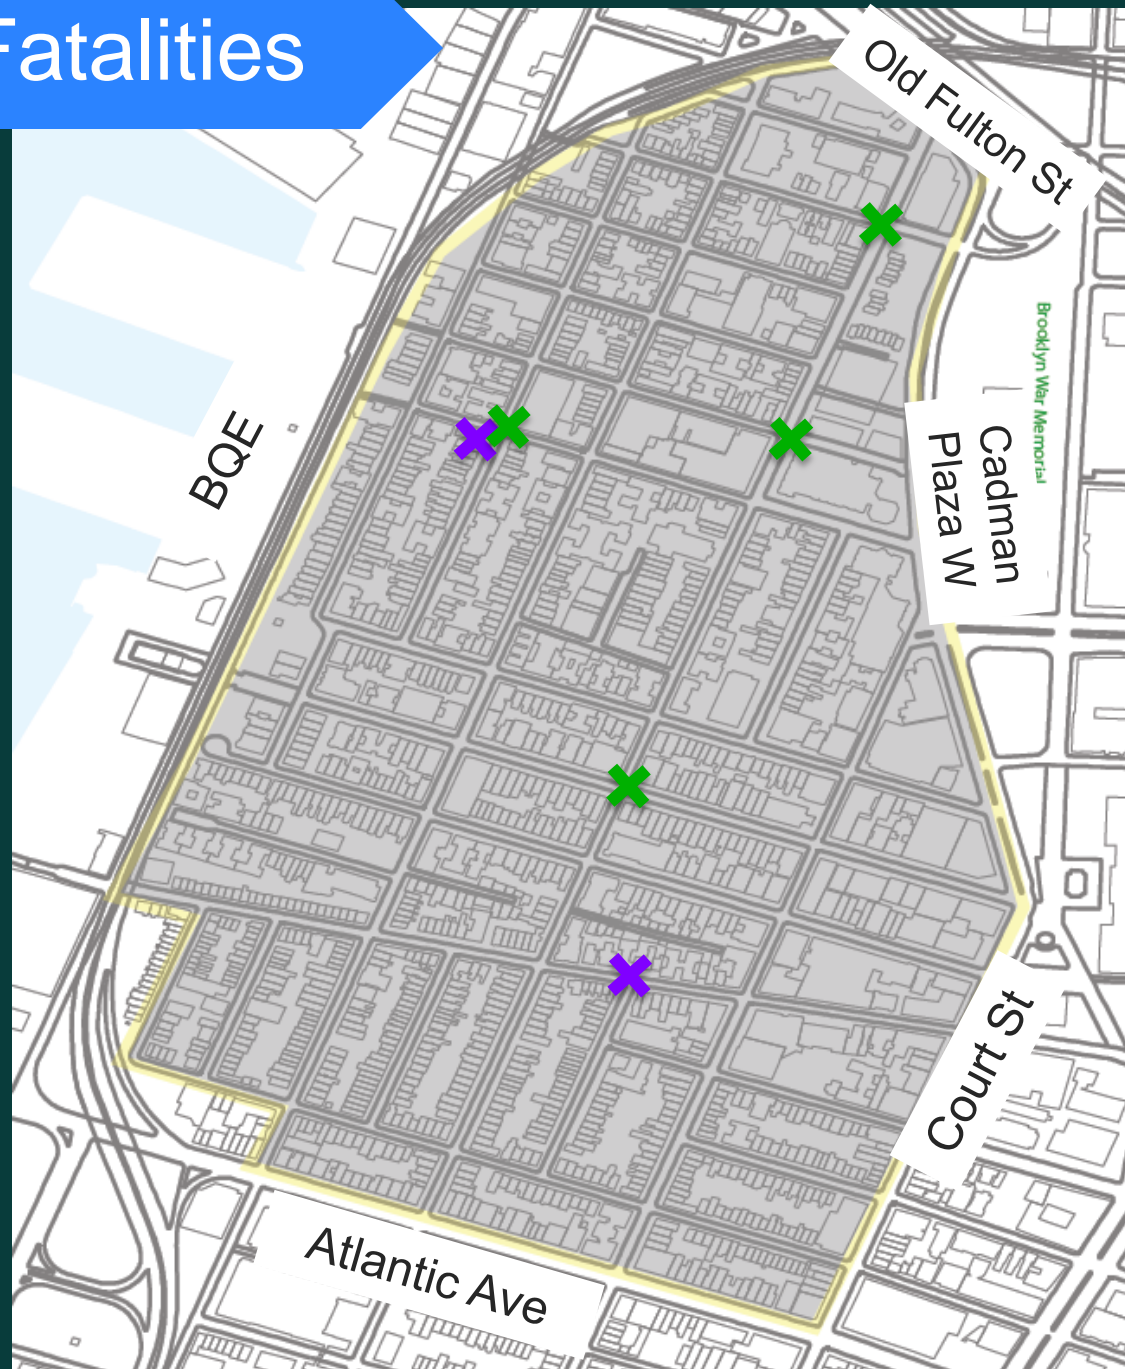 Fatalities
Old Fulton St
Brooklyn War Memorial
BQE
Cadman
Plaza W
Court St
Atlantic Ave